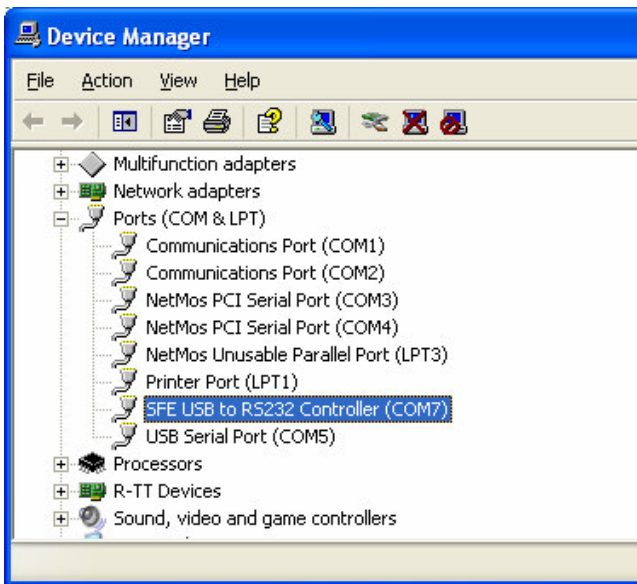 Device Manager
File Action View Help
Multifunction adapters
Network adapters
Ports (COM & LPT)
Communications Port (COM1)
Communications Port (COM2)
NetMos PCI Serial Port (COM3)
NetMos PCI Serial Port (COM4)
NetMos Unusable Parallel Port (LPT3)
Printer Port (LPT1)
SFE USB to RS232 Controller (COM7)
USB Serial Port (COM5)
Processors
R-TT Devices
Sound, video and game controllers